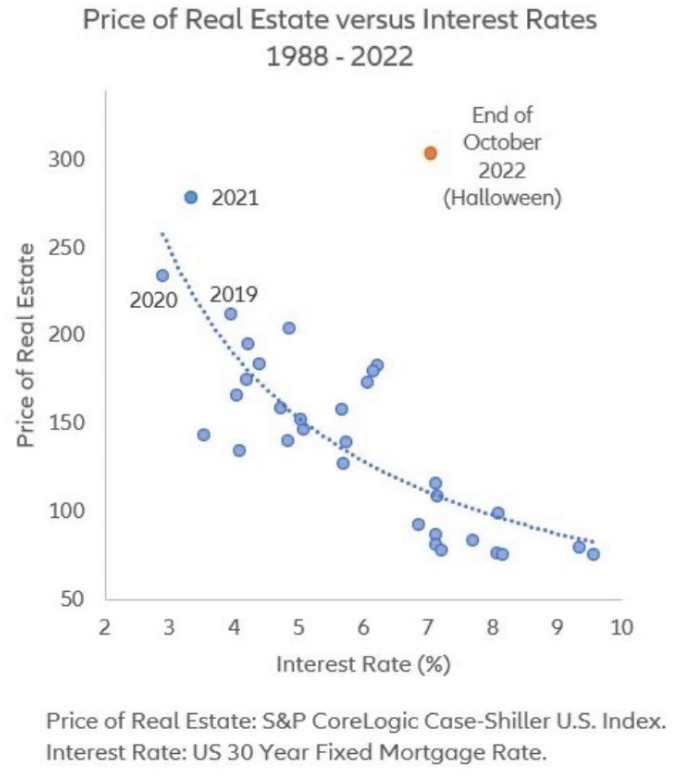 Price of Real Estate versus Interest Rates
1988 - 2022
End of
October
2022
(Halloween)
300
2021
250
2020
2019
200
150
100
50
Price of Real Estate
2 3 4 5 6 7 8 9 10
Interest Rate (%)
Price of Real Estate: S&P CoreLogic Case-Shiller U.S. Index.
Interest Rate: US 30 Year Fixed Mortgage Rate.